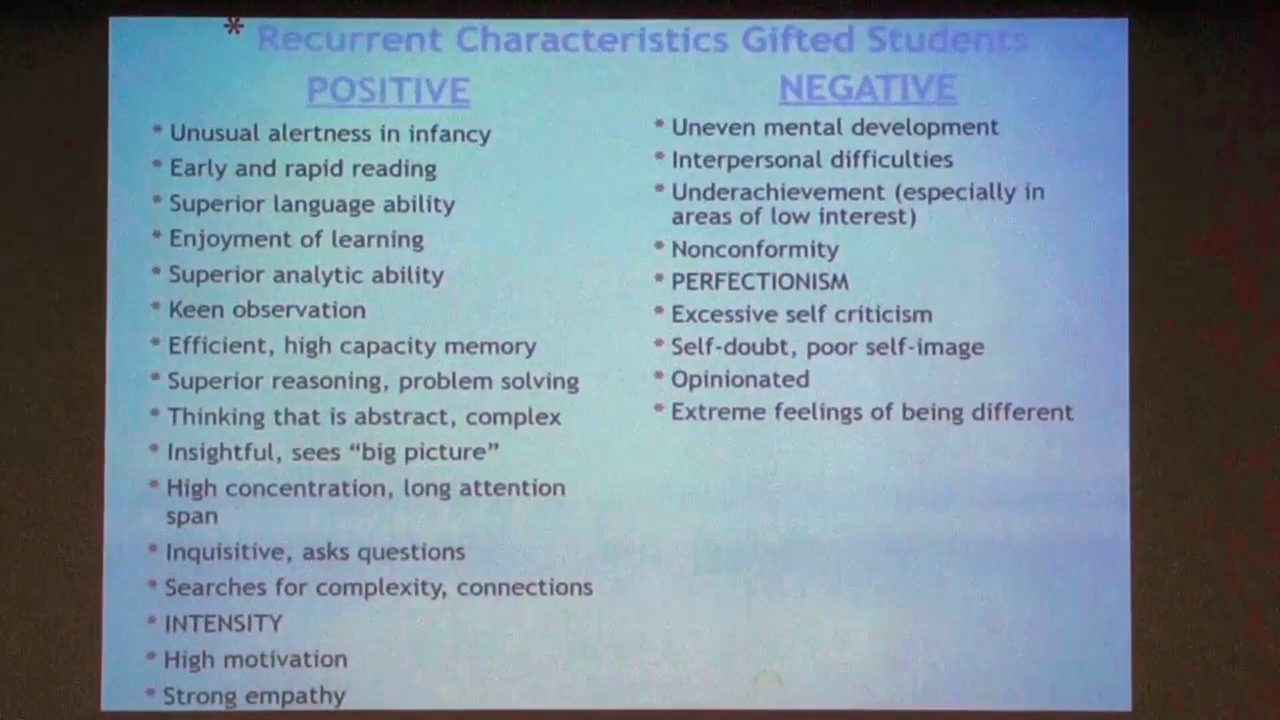 * Recurrent Characteristics Gifted Students
POSITIVE
* Unusual alertness in infancy
* Early and rapid reading
* Superior language ability
* Enjoyment of learning
* Superior analytic ability
* Keen observation
* Efficient, high capacity memory
* Superior reasoning, problem solving
* Thinking that is abstract, complex
* Insightful, sees “big picture”
* High concentration, long attention
span
* Inquisitive, asks questions
* Searches for complexity, connections
* INTENSITY
* High motivation
* Strong empathy
NEGATIVE
* Uneven mental development
* Interpersonal difficulties
* Underachievement (especially in
areas of low interest)
* Nonconformity
* PERFECTIONISM
* Excessive self criticism
* Self-doubt, poor self-image
* Opinionated
* Extreme feelings of being different